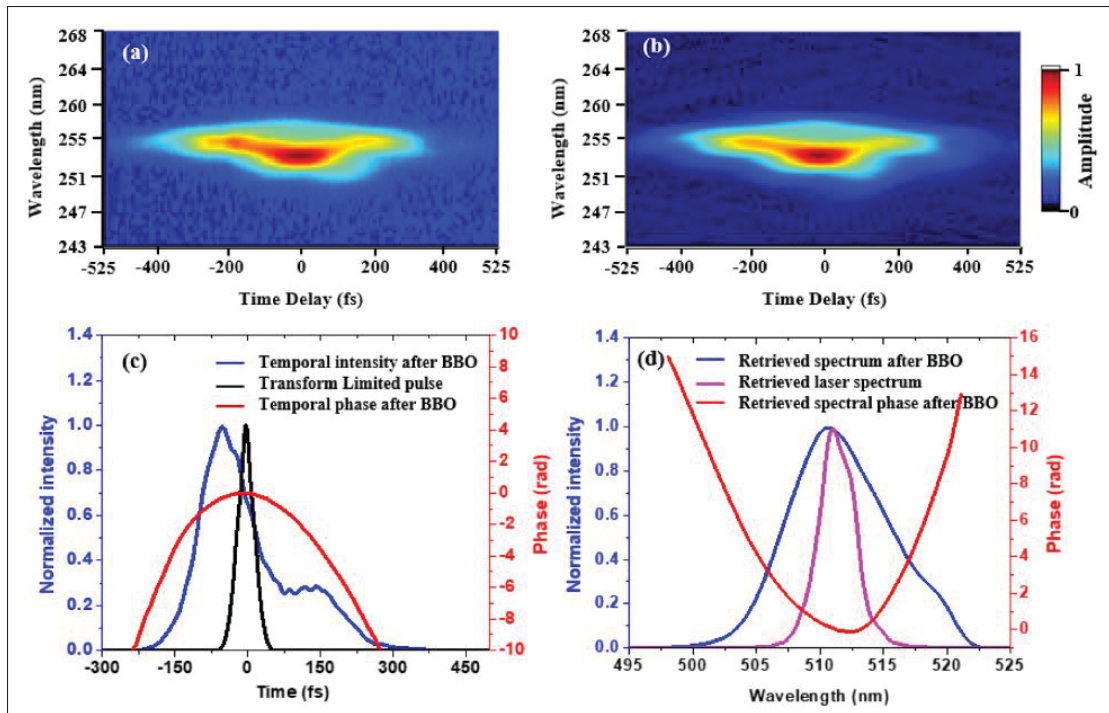 (a)
268
264
260
255
251
247
243
Wavelength (nm)
-525 -400 -200 0 200 400 525
Time Delay (fs)
(b)
268
264
260
255
251
247
243
Wavelength (nm)
-525 -400 -200 0 200 400 525
Time Delay (fs)
1
Amplitude
0
(c)
Temporal intensity after BBO
Transform Limited pulse
Temporal phase after BBO
1.4
1.2
1.0
0.8
0.6
0.4
0.2
0.0
Normalized intensity
10
8
6
4
2
0
-2
-4
-6
-8
-10
Phase (rad)
-300 -150 0 150 300 450
Time (fs)
(d)
Retrieved spectrum after BBO
Retrieved laser spectrum
Retrieved spectral phase after BBO
1.4
1.2
1.0
0.8
0.6
0.4
0.2
0.0
Normalized intensity
16
14
12
10
8
6
4
2
0
-1
Phase (rad)
495 500 505 510 515 520 525
Wavelength (nm)